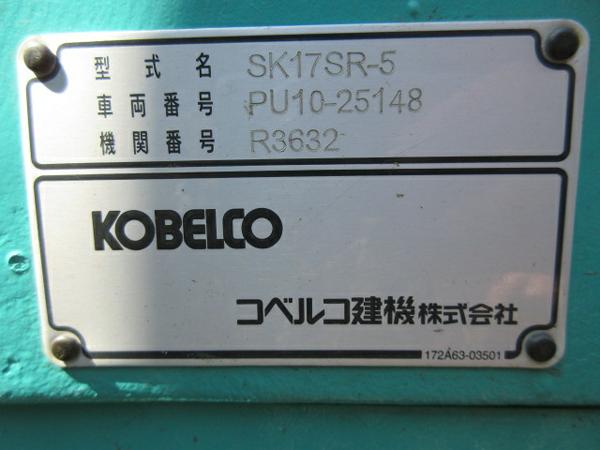 型式名 SK17SR-5
車両番号 PU10-25148
機関番号 R3632
KOBELCO
コベルコ建機株式会社
172A63-03501